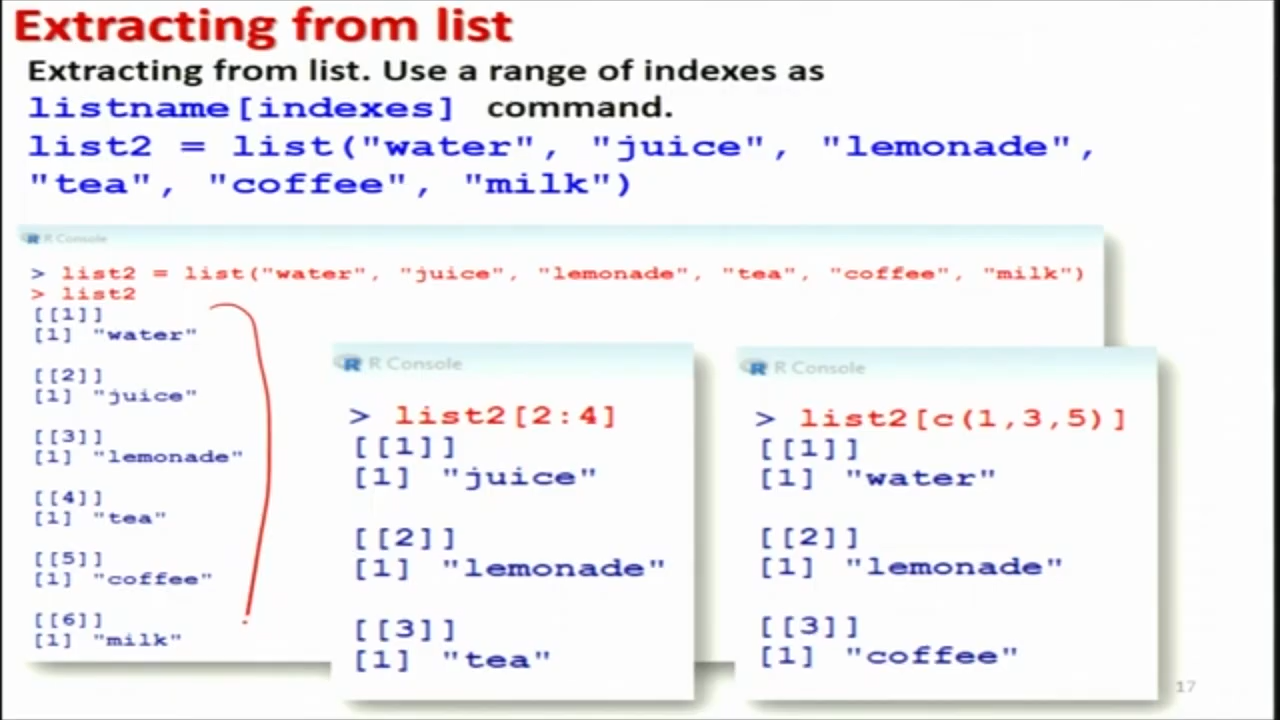 Extracting from list
Extracting from list. Use a range of indexes as
listname[indexes] command.
list2 = list("water", "juice", "lemonade",
"tea", "coffee", "milk")
R Console
> list2 = list("water", "juice", "lemonade", "tea", "coffee", "milk")
> list2
[[1]]
[1] "water"
[[2]]
[1] "juice"
[[3]]
[1] "lemonade"
[[4]]
[1] "tea"
[[5]]
[1] "coffee"
[[6]]
[1] "milk"
R Console
> list2[2:4]
[[1]]
[1] "juice"
[[2]]
[1] "lemonade"
[[3]]
[1] "tea"
R Console
> list2[c(1,3,5)]
[[1]]
[1] "water"
[[2]]
[1] "lemonade"
[[3]]
[1] "coffee"
17